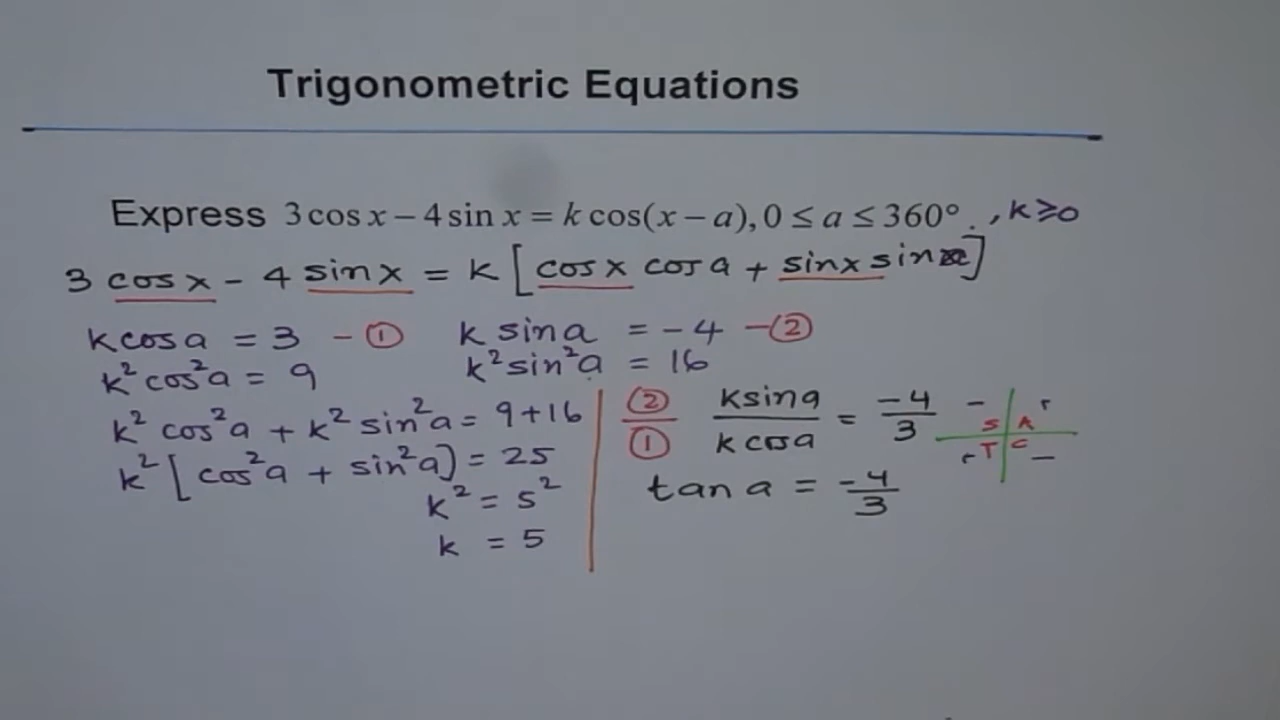 Trigonometric Equations
Express 3 cos x − 4 sin x = k cos(x − a), 0 ≤ a ≤ 360° . , k ≥ 0
3 cos x - 4 sin x = k [cos x cos a + sin x sin]
k cos a = 3 - ① k sin a = -4 - ②
k² cos² a = 9 k² sin² a = 16
k² cos² a + k² sin² a = 9 + 16
k² [cos² a + sin² a) = 25
k² = 5²
k = 5
②/① k sin a / k cos a = -4/3
tan a = -4/3
- S A
T C -